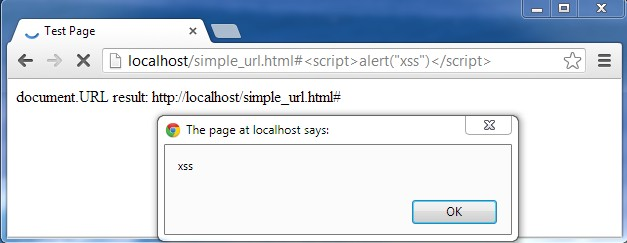 Test Page
localhost/simple_url.html#<script>alert("xss")</script>
document.URL result: http://localhost/simple_url.html#
The page at localhost says:
xss
OK